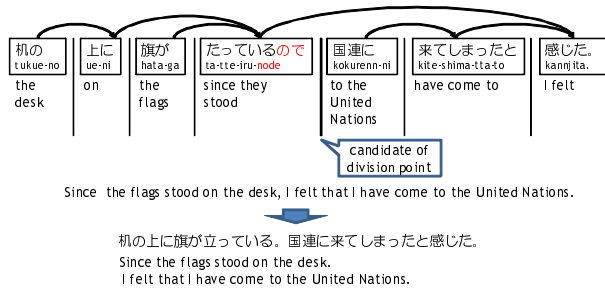 机の 上に 旗が たっているので 国連に 来てしまったと 感じた。
tukue-no ue-ni hata-ga ta-tte-iru-node kokurenn-ni kite-shima-tta-to kannjita.
the desk on the flags since they stood to the United Nations have come to I felt
candidate of
division point
Since the flags stood on the desk, I felt that I have come to the United Nations.
机の上に旗が立っている。国連に来てしまったと感じた。
Since the flags stood on the desk.
I felt that I have come to the United Nations.